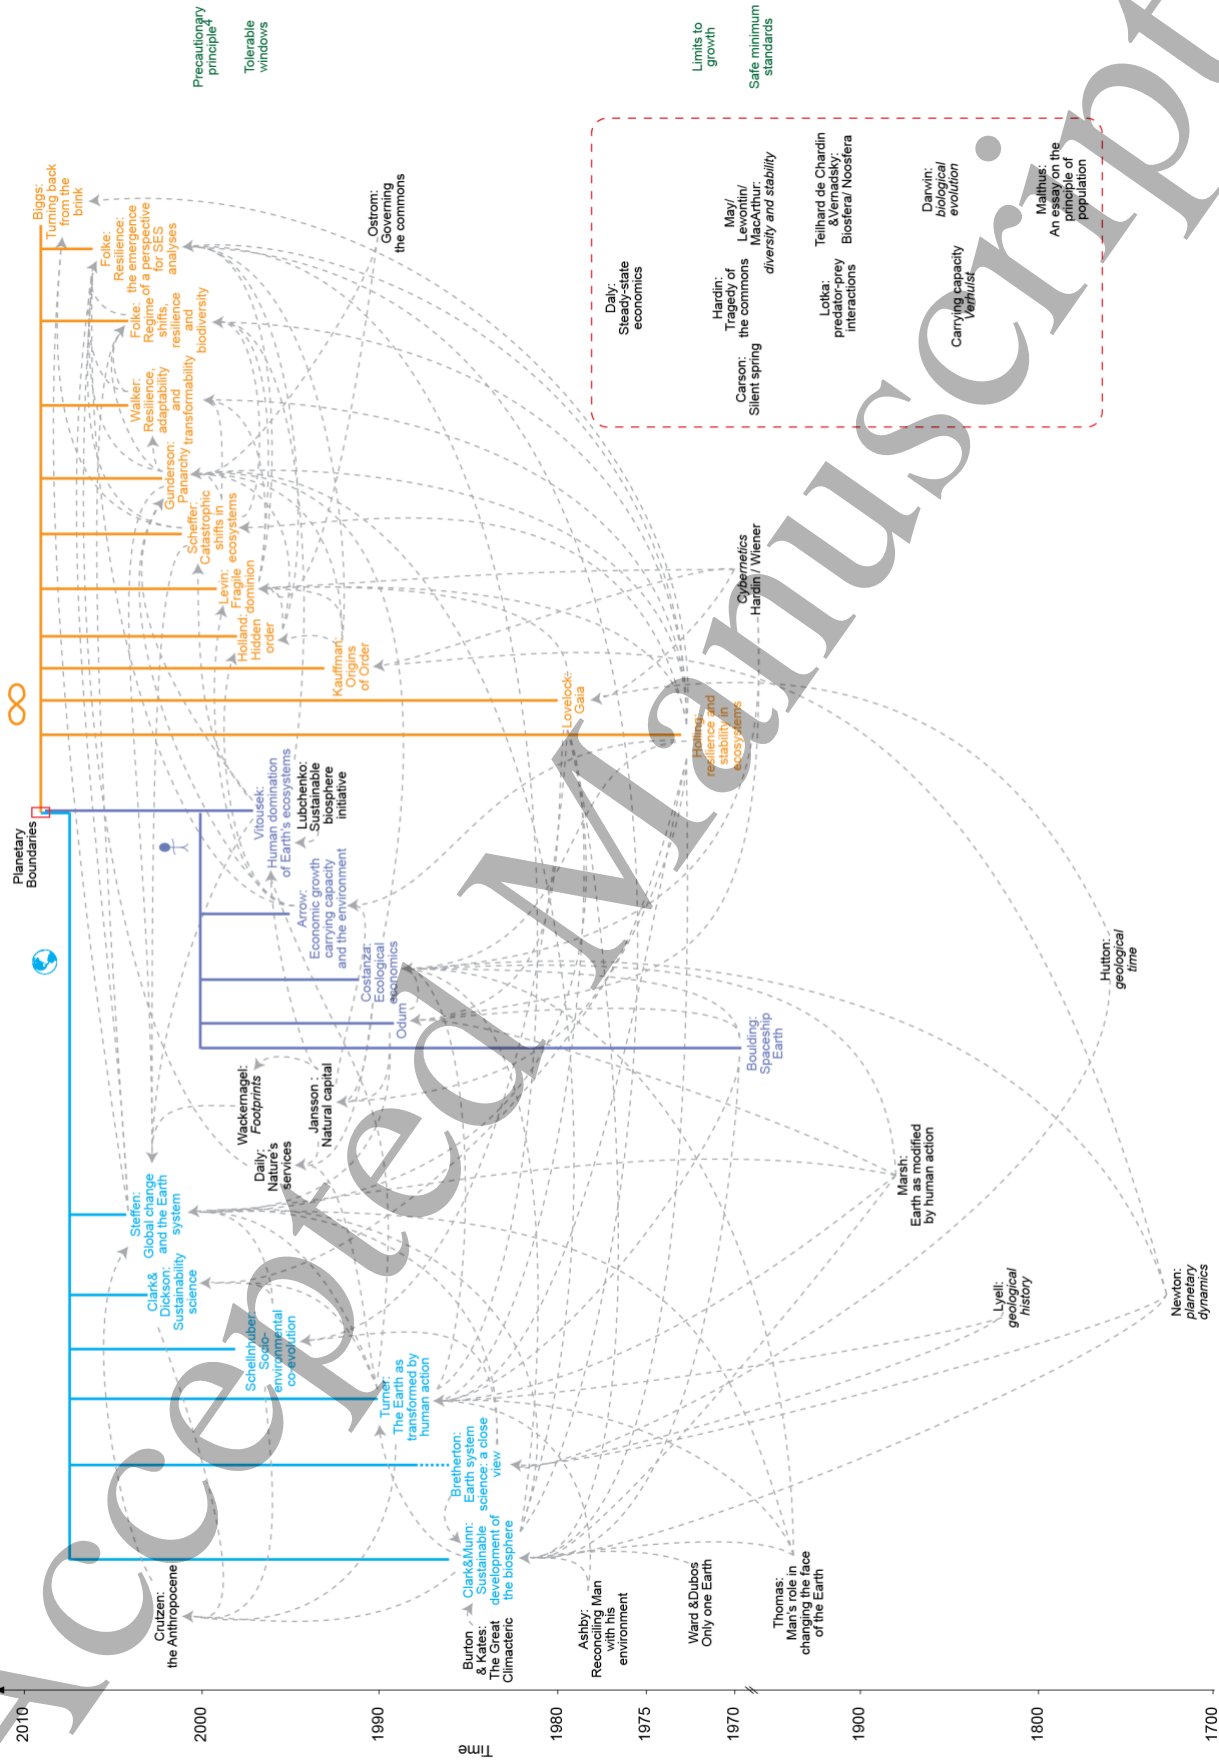 Planetary
Boundaries
Biggs:
Turning back
from the
brink
Folke:
Resilience:
the emergence
of a perspective
for SES
analyses
Folke:
Regime
shifts,
resilience
and
biodiversity
Walker:
Resilience,
adaptability
and
transformability
Gunderson:
Panarchy
Scheffer:
Catastrophic
shifts in
ecosystems
Levin:
Fragile
dominion
Holland:
Hidden
order
Kauffman:
Origins
of Order
Lovelock:
Gaia
Holling:
resilience and
stability in
ecosystems
Vitousek:
Human domination
of Earth's ecosystems
Lubchenko:
Sustainable
biosphere
initiative
Arrow:
Economic growth
carrying capacity
and the environment
Costanza:
Ecological
economics
Odum
Boulding:
Spaceship
Earth
Wackernagel:
Footprints
Jansson :
Natural capital
Daily:
Nature's
services
Steffen:
Global change
and the Earth
system
Clark&
Dickson:
Sustainability
science
Schellnhuber:
Socio-
environmental
co-evolution
Turner:
The Earth as
transformed by
human action
Bretherton:
Earth system
science: a close
view
Clark&Munn:
Sustainable
development of
the biosphere
Crutzen:
the Anthropocene
Burton
& Kates:
The Great
Climacteric
Ashby:
Reconciling Man
with his
environment
Ward &Dubos
Only one Earth
Thomas:
Man's role in
changing the face
of the Earth
Ostrom:
Governing
the commons
Cybernetics
Hardin / Wiener
Marsh:
Earth as modified
by human action
Lyell:
geological
history
Hutton:
geological
time
Newton:
planetary
dynamics
Daly:
Steady-state
economics
Hardin:
Tragedy of
the commons
Carson:
Silent spring
May/
Lewontin/
MacArthur:
diversity and stability
Lotka:
predator-prey
interactions
Teilhard de Chardin
&Vernadsky:
Biosfera/ Noosfera
Carrying capacity
Verhulst
Darwin:
biological
evolution
Malthus:
An essay on the
principle of
population
Precautionary
principle4
Tolerable
windows
Limits to
growth
Safe minimum
standards
2010
2000
1990
1980
1975
1970
1900
1800
1700
Time
Accepted Manuscript